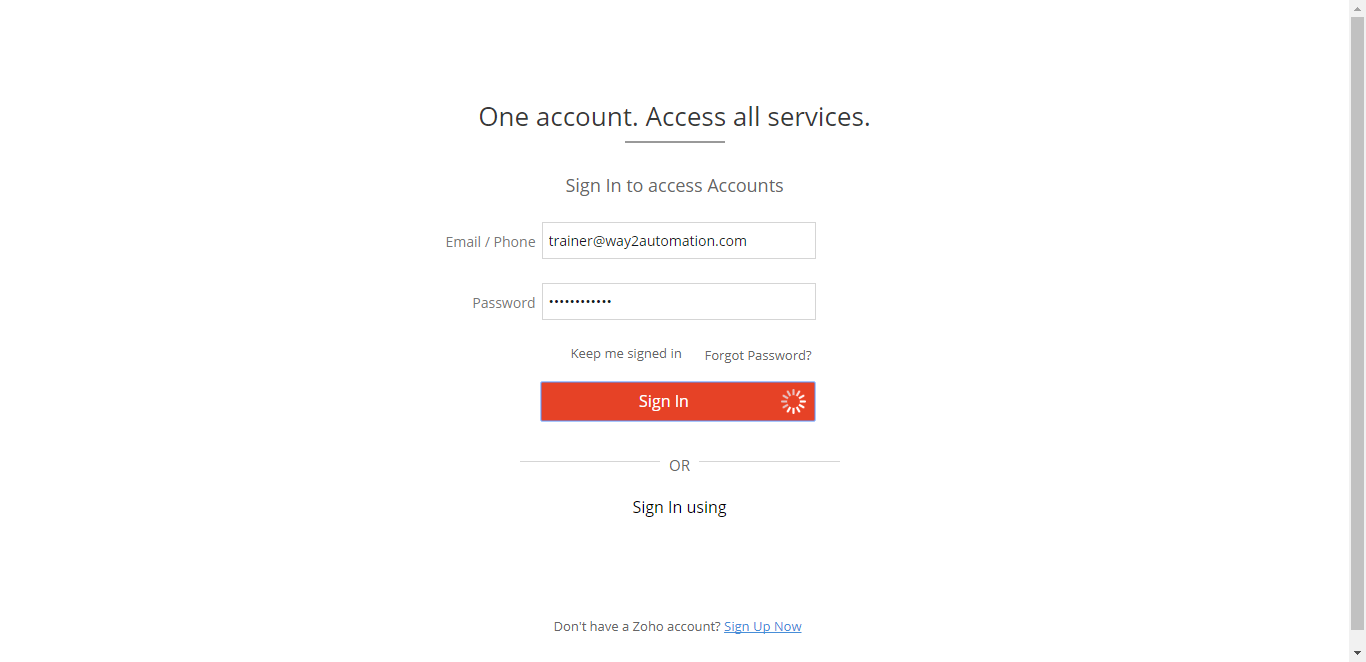 One account. Access all services.
Sign In to access Accounts
Email / Phone trainer@way2automation.com
Password ••••••••••••
Keep me signed in Forgot Password?
Sign In
OR
Sign In using
Don't have a Zoho account? Sign Up Now